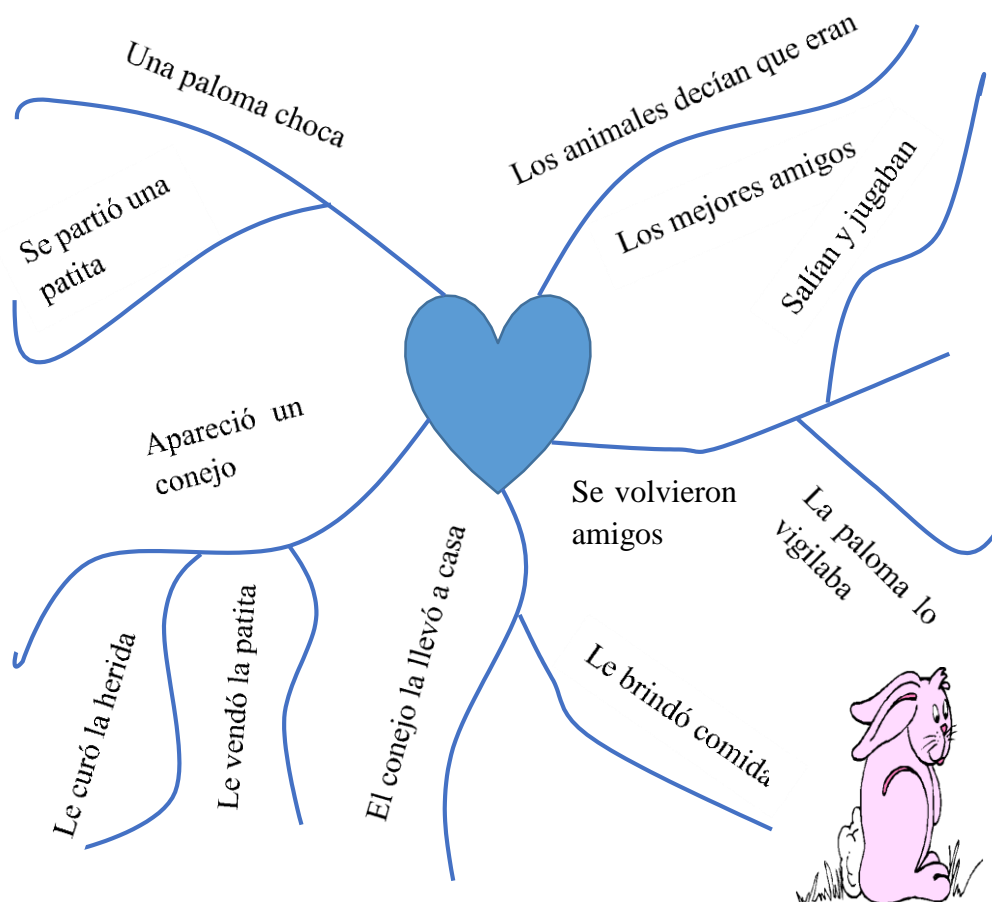 Una paloma choca
Se partió una
patita
Los animales decían que eran
Los mejores amigos
Salían y jugaban
Apareció un
conejo
Se volvieron
amigos
La paloma lo
vigilaba
Le curó la herida
Le vendó la patita
El conejo la llevó a casa
Le brindó comida